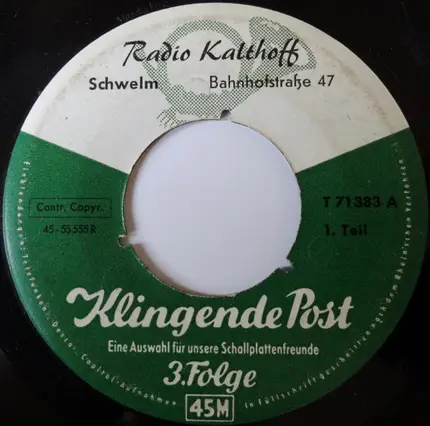 Radio Kalthoff
Schwelm Bahnhofstraße 47
Contr. Copyr.
45-55555 R
T 71383 A
1. Teil
Klingende Post
Eine Auswahl für unsere Schallplattenfreunde
3. Folge
45M